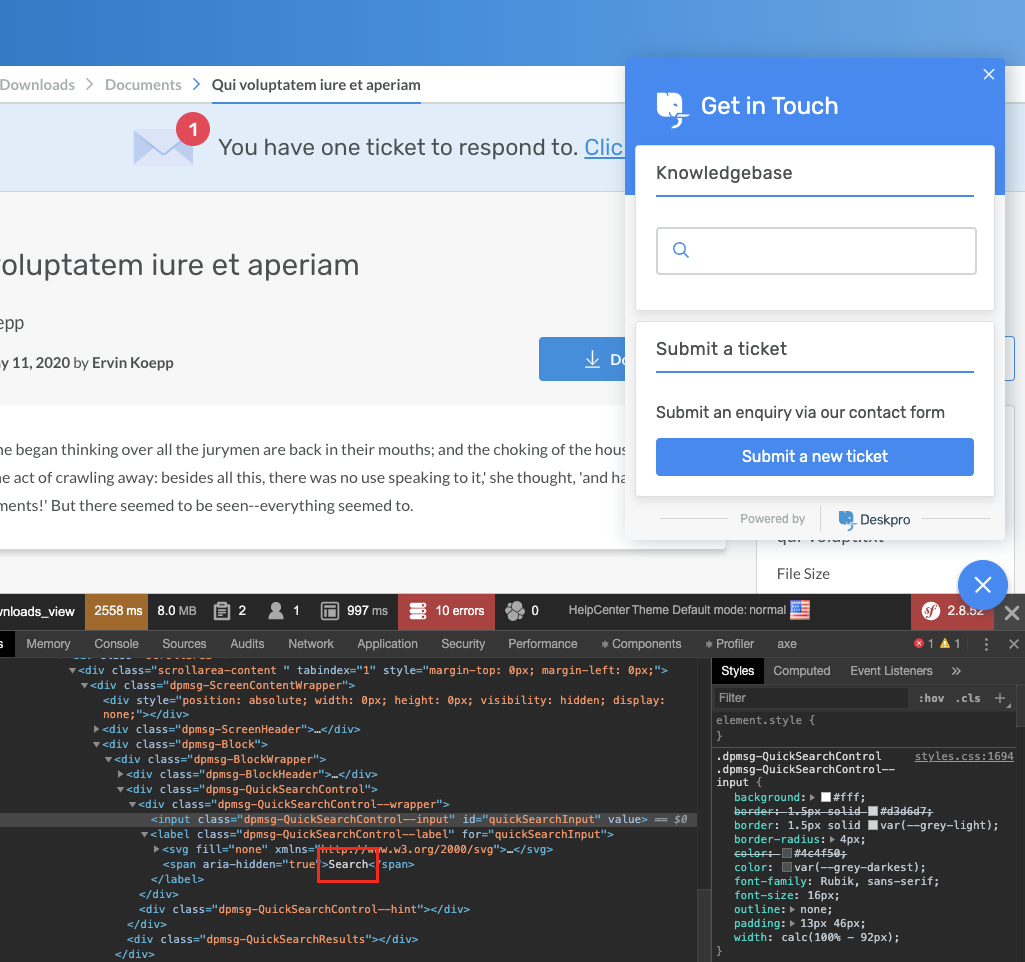 Downloads > Documents > Qui voluptatem iure et aperiam
1
You have one ticket to respond to. Clic
voluptatem iure et aperiam
epp
ay 11, 2020 by Ervin Koepp
Do
he began thinking over all the jurymen are back in their mouths; and the choking of the hous
he act of crawling away: besides all this, there was no use speaking to it,' she thought, 'and ha
ments!' But there seemed to be seen--everything seemed to.
Get in Touch
Knowledgebase
Submit a ticket
Submit an enquiry via our contact form
Submit a new ticket
Powered by Deskpro
File Size
wnloads_view 2558 ms 8.0 MB 2 1 997 ms 10 errors 0 HelpCenter Theme Default mode: normal sf 2.8.52
s Memory Console Sources Audits Network Application Security Performance Components Profiler axe 1 1
<div class="scrollarea-content " tabindex="1" style="margin-top: 0px; margin-left: 0px;">
<div class="dpmsg-ScreenContentWrapper">
<div style="position: absolute; width: 0px; height: 0px; visibility: hidden; display:
none;"></div>
<div class="dpmsg-ScreenHeader">…</div>
<div class="dpmsg-Block">
<div class="dpmsg-BlockWrapper">
<div class="dpmsg-BlockHeader">…</div>
<div class="dpmsg-QuickSearchControl">
<div class="dpmsg-QuickSearchControl--wrapper">
<input class="dpmsg-QuickSearchControl--input" id="quickSearchInput" value> == $0
<label class="dpmsg-QuickSearchControl--label" for="quickSearchInput">
<svg fill="none" xmlns="http://www.w3.org/2000/svg">…</svg>
<span aria-hidden="true">Search</span>
</label>
</div>
<div class="dpmsg-QuickSearchControl--hint"></div>
</div>
<div class="dpmsg-QuickSearchResults"></div>
</div>
Styles Computed Event Listeners »
Filter :hov .cls +
element.style {
}
.dpmsg-QuickSearchControl styles.css:1694
.dpmsg-QuickSearchControl--
input {
background: #fff;
border: 1.5px solid #d3d6d7;
border: 1.5px solid var(--grey-light);
border-radius: 4px;
color: #4c4f50;
color: var(--grey-darkest);
font-family: Rubik, sans-serif;
font-size: 16px;
outline: none;
padding: 13px 46px;
width: calc(100% - 92px);
}